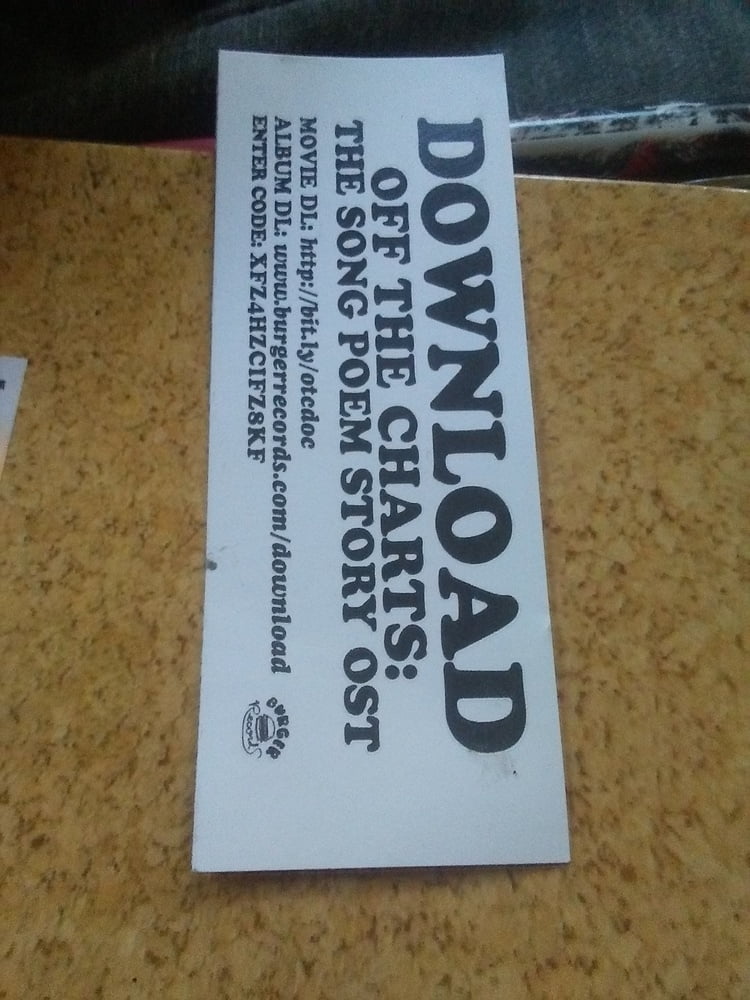 DOWNLOAD
OFF THE CHARTS:
THE SONG POEM STORY OST
MOVIE DL: http://bit.ly/otcdoc
ALBUM DL: www.burgerrecords.com/download
ENTER CODE: XFZ4HZC1FZ8KF
BURGER
Records